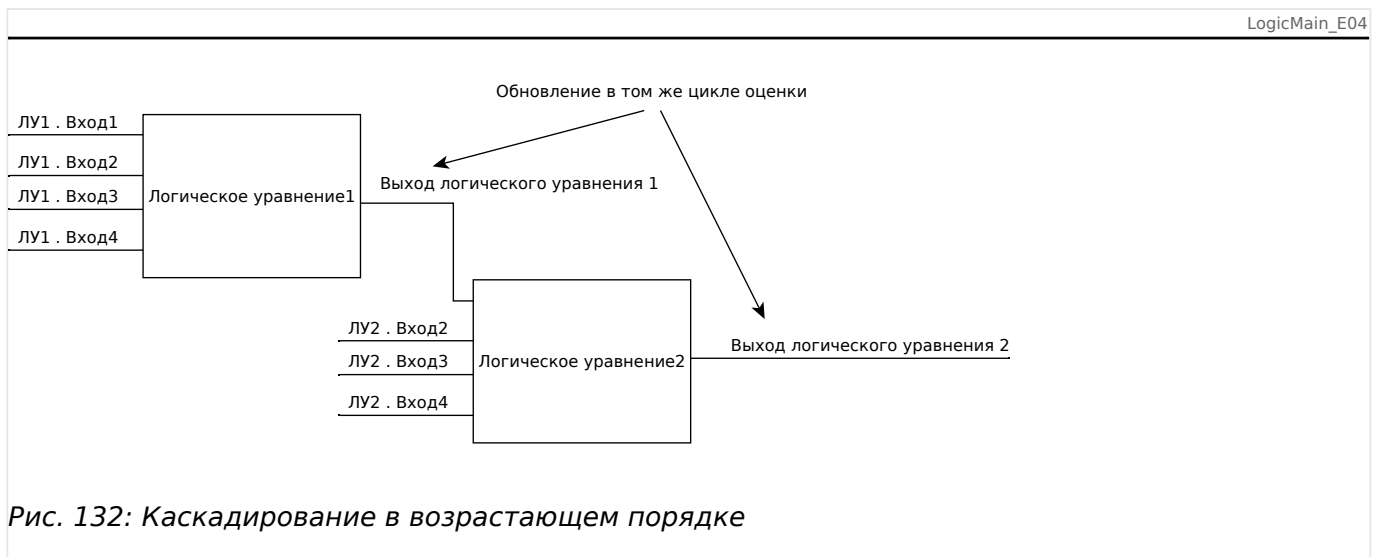 LogicMain_E04
Обновление в том же цикле оценки
ЛУ1 . Вход1
ЛУ1 . Вход2
ЛУ1 . Вход3
ЛУ1 . Вход4
Логическое уравнение1
Выход логического уравнения 1
ЛУ2 . Вход2
ЛУ2 . Вход3
ЛУ2 . Вход4
Логическое уравнение2
Выход логического уравнения 2
Рис. 132: Каскадирование в возрастающем порядке